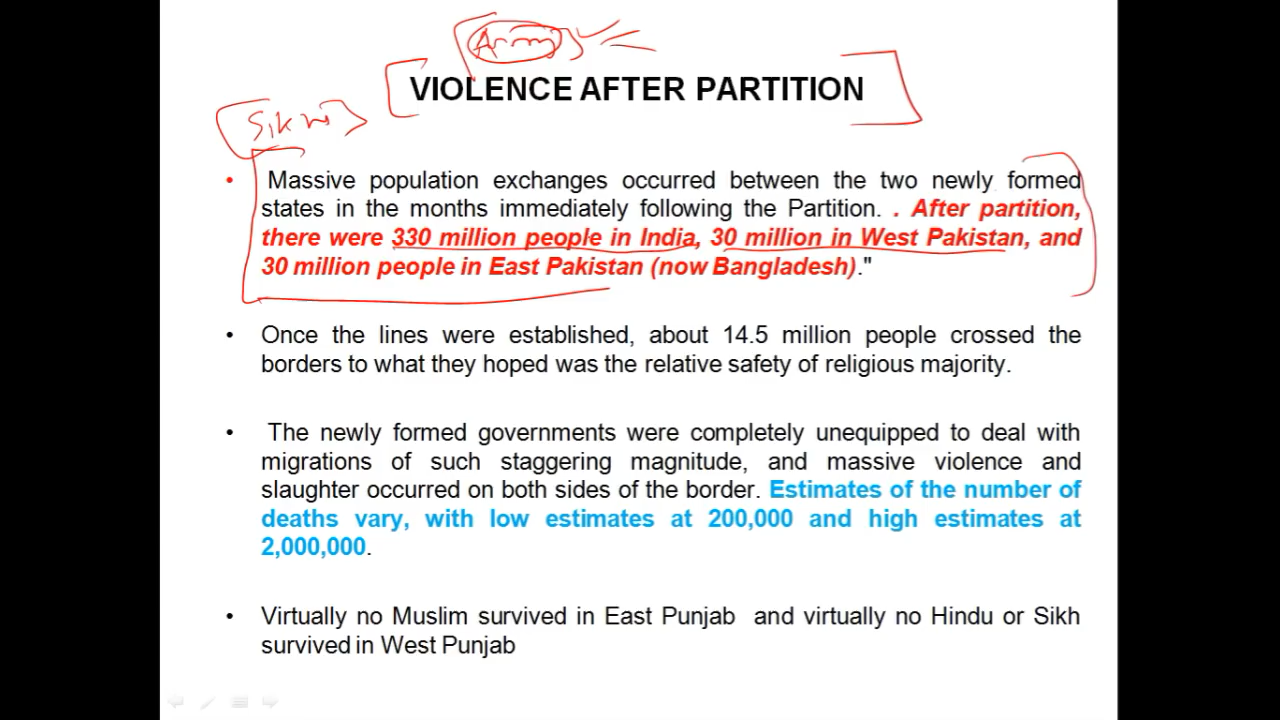 Army
VIOLENCE AFTER PARTITION
Sikhs
• Massive population exchanges occurred between the two newly formed
states in the months immediately following the Partition. . After partition,
there were 330 million people in India, 30 million in West Pakistan, and
30 million people in East Pakistan (now Bangladesh)."
• Once the lines were established, about 14.5 million people crossed the
borders to what they hoped was the relative safety of religious majority.
• The newly formed governments were completely unequipped to deal with
migrations of such staggering magnitude, and massive violence and
slaughter occurred on both sides of the border. Estimates of the number of
deaths vary, with low estimates at 200,000 and high estimates at
2,000,000.
• Virtually no Muslim survived in East Punjab and virtually no Hindu or Sikh
survived in West Punjab